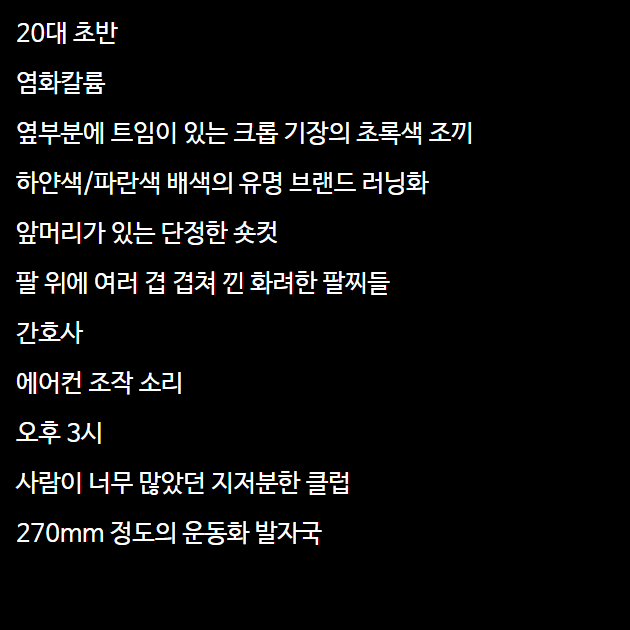 20대 초반
염화칼륨
옆부분에 트임이 있는 크롭 기장의 초록색 조끼
하얀색/파란색 배색의 유명 브랜드 러닝화
앞머리가 있는 단정한 숏컷
팔 위에 여러 겹 겹쳐 낀 화려한 팔찌들
간호사
에어컨 조작 소리
오후 3시
사람이 너무 많았던 지저분한 클럽
270mm 정도의 운동화 발자국